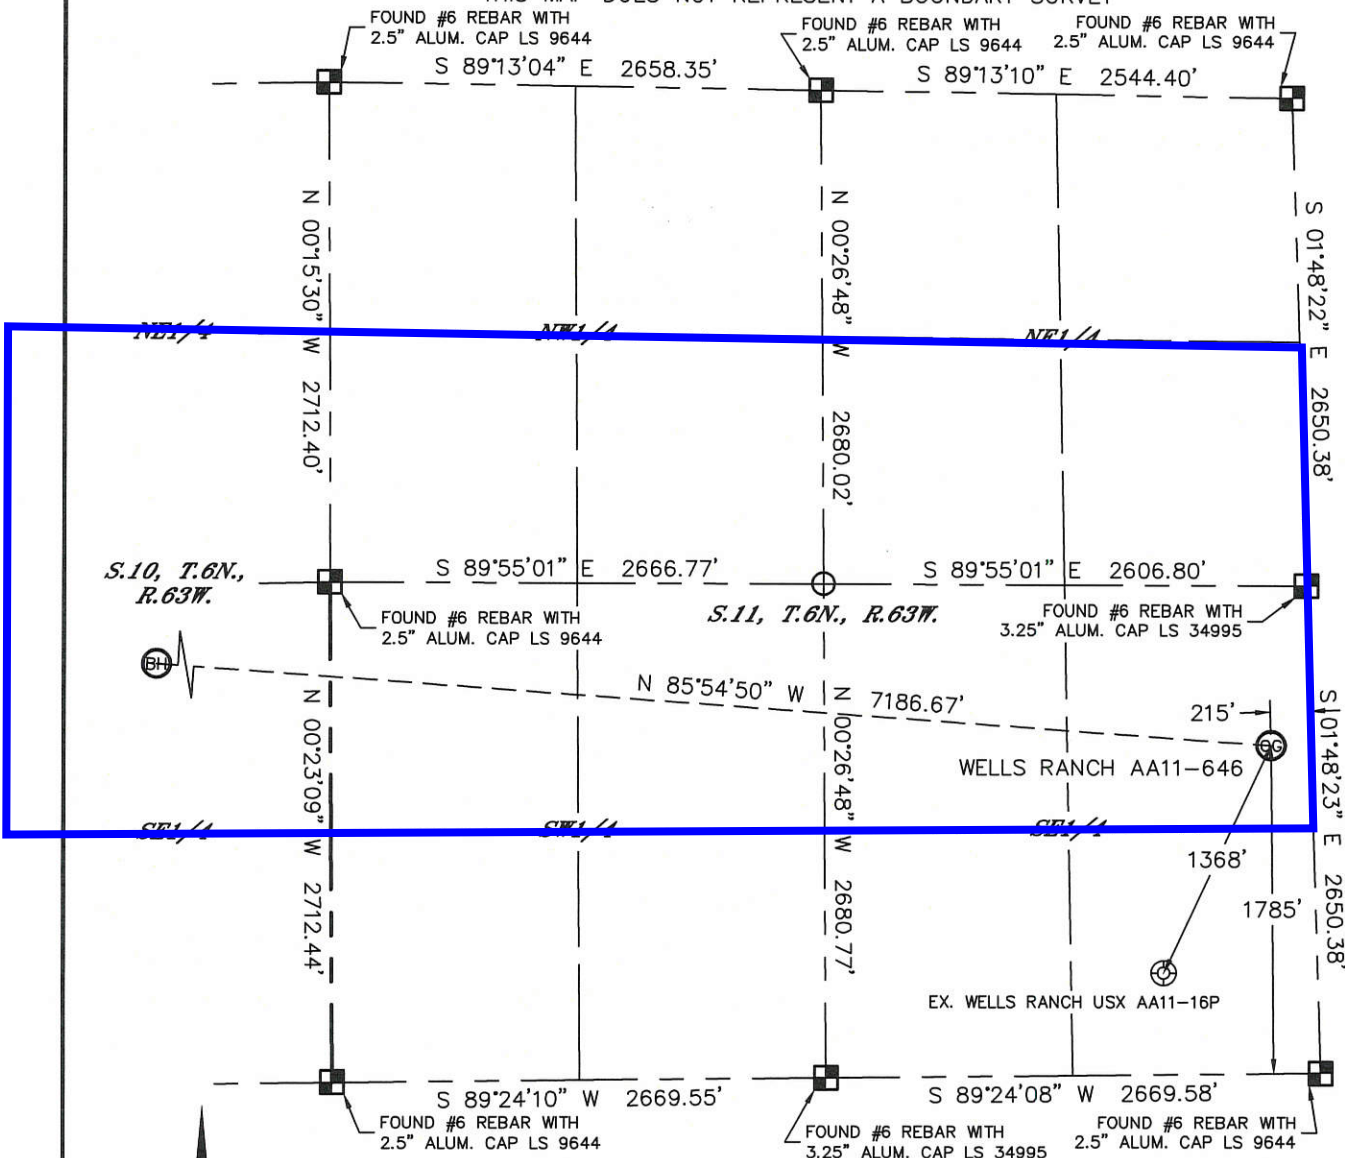 THIS MAP DOES NOT REPRESENT A BOUNDARY SURVEY
FOUND #6 REBAR WITH
2.5" ALUM. CAP LS 9644
FOUND #6 REBAR WITH
2.5" ALUM. CAP LS 9644
FOUND #6 REBAR WITH
2.5" ALUM. CAP LS 9644
S 89°13'04" E 2658.35'
S 89°13'10" E 2544.40'
N 00°15'30" W 2712.40'
N 00°26'48" W 2680.02'
S 01°48'22" E 2650.38'
NE1/4
NW1/4
NE1/4
S.10, T.6N.,
R.63W.
S 89°55'01" E 2666.77'
S 89°55'01" E 2606.80'
FOUND #6 REBAR WITH
2.5" ALUM. CAP LS 9644
S.11, T.6N., R.63W.
FOUND #6 REBAR WITH
3.25" ALUM. CAP LS 34995
BH
N 85°54'50" W 7186.67'
215'
OG
WELLS RANCH AA11-646
N 00°23'09" W 2712.44'
N 00°26'48" W 2680.77'
S 01°48'23" E 2650.38'
SE1/4
SW1/4
SE1/4
1368'
1785'
EX. WELLS RANCH USX AA11-16P
S 89°24'10" W 2669.55'
S 89°24'08" W 2669.58'
FOUND #6 REBAR WITH
2.5" ALUM. CAP LS 9644
FOUND #6 REBAR WITH
3.25" ALUM. CAP LS 34995
FOUND #6 REBAR WITH
2.5" ALUM. CAP LS 9644